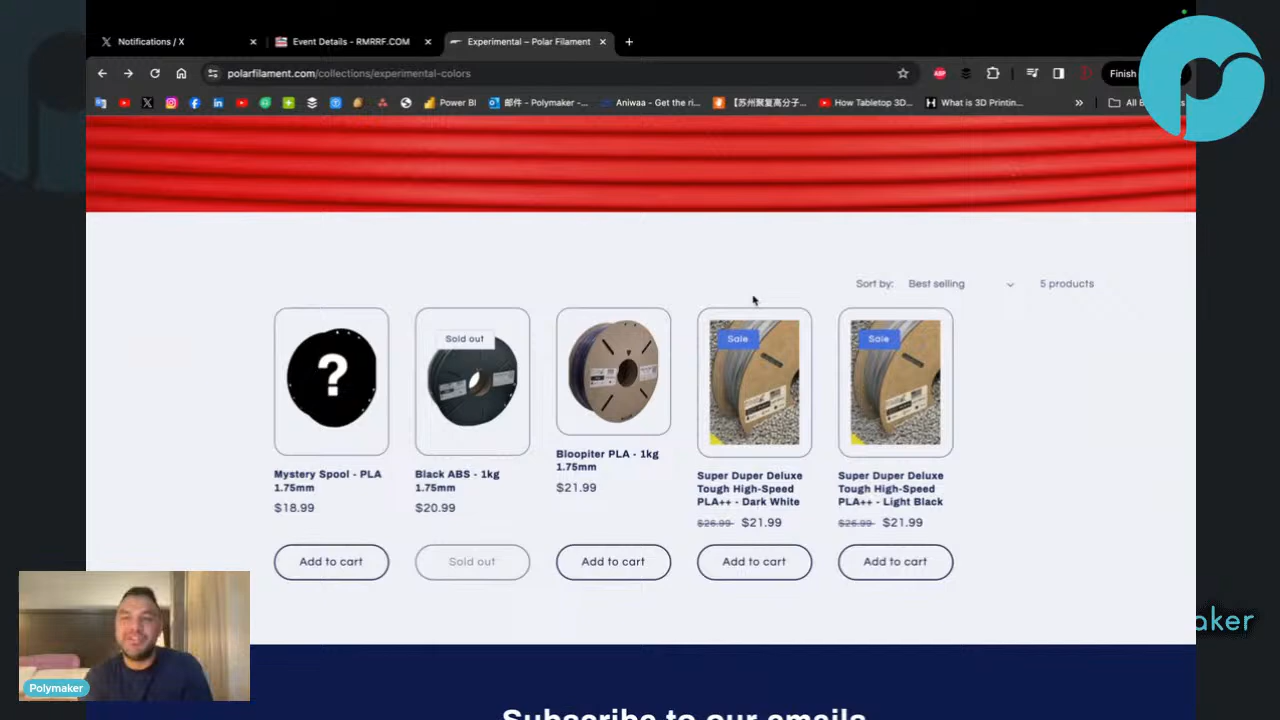 Notifications / X
Event Details - RMRRF.COM
Experimental – Polar Filament
polarfilament.com/collections/experimental-colors
ABP
Finish
Power BI
邮件 - Polymaker -...
Aniwaa - Get the ri...
【苏州聚复高分子...
How Tabletop 3D...
What is 3D Printin...
»
All B
Sort by:
Best selling
5 products
?
Sold out
Sale
Sale
Mystery Spool - PLA
1.75mm
$18.99
Black ABS - 1kg
1.75mm
$20.99
Bloopiter PLA - 1kg
1.75mm
$21.99
Super Duper Deluxe
Tough High-Speed
PLA++ - Dark White
$26.99 $21.99
Super Duper Deluxe
Tough High-Speed
PLA++ - Light Black
$26.99 $21.99
Add to cart
Sold out
Add to cart
Add to cart
Add to cart
aker
Polymaker
Subscribe to our emails